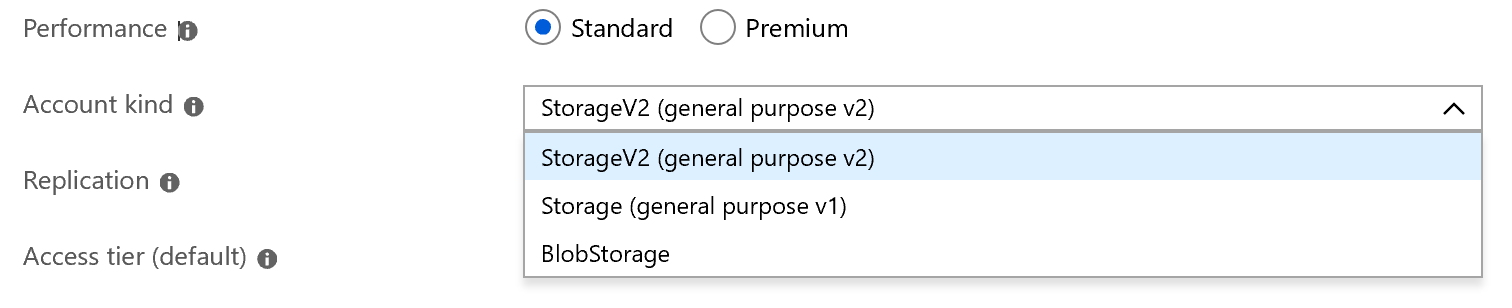 Performance Standard Premium
Account kind StorageV2 (general purpose v2)
StorageV2 (general purpose v2)
Replication Storage (general purpose v1)
Access tier (default) BlobStorage